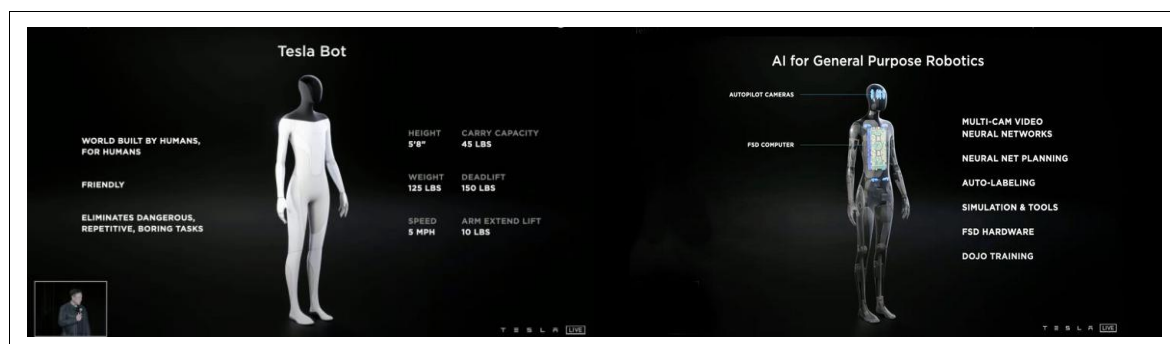 Tesla Bot
WORLD BUILT BY HUMANS,
FOR HUMANS
FRIENDLY
ELIMINATES DANGEROUS,
REPETITIVE, BORING TASKS
HEIGHT
5'8"
CARRY CAPACITY
45 LBS
WEIGHT
125 LBS
DEADLIFT
150 LBS
SPEED
5 MPH
ARM EXTEND LIFT
10 LBS
TESLA LIVE
AI for General Purpose Robotics
AUTOPILOT CAMERAS
FSD COMPUTER
MULTI-CAM VIDEO
NEURAL NETWORKS
NEURAL NET PLANNING
AUTO-LABELING
SIMULATION & TOOLS
FSD HARDWARE
DOJO TRAINING
TESLA LIVE